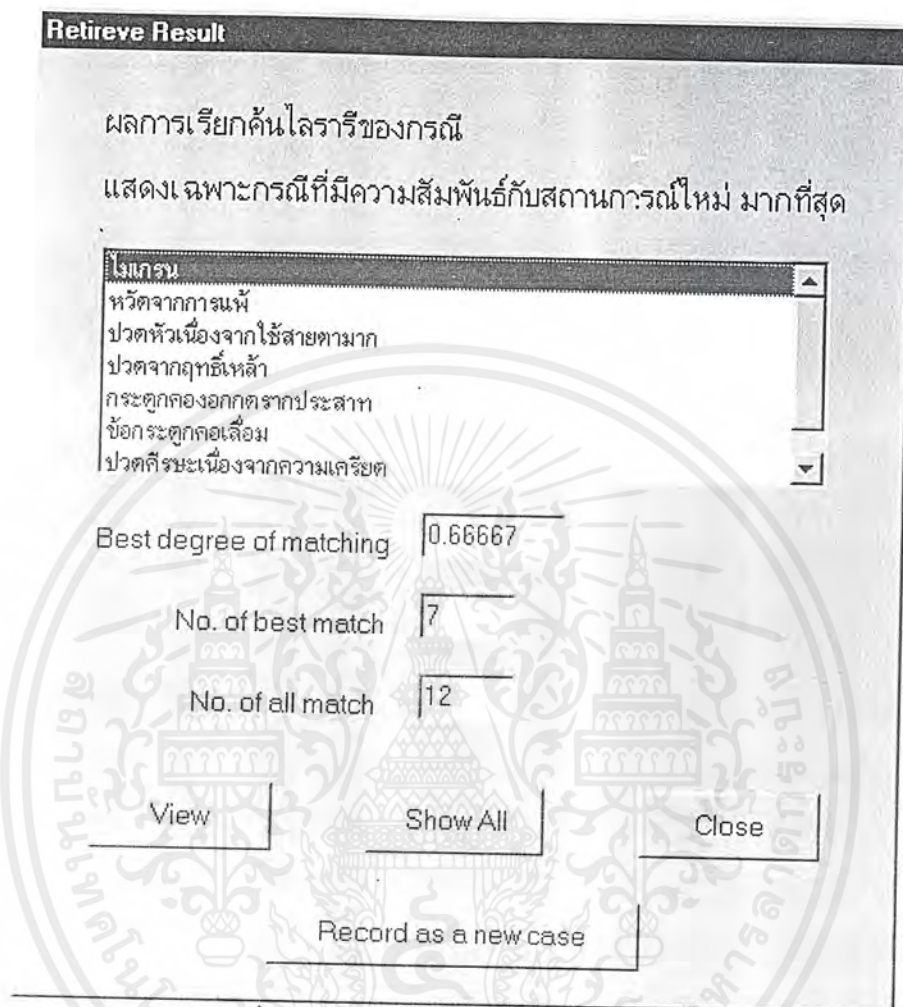 Retireve Result
ผลการเรียกค้นไลรารีของกรณี
แสดงเฉพาะกรณีที่มีความสัมพันธ์กับสถานการณ์ใหม่ มากที่สุด
ไมเกรน
หวัดจากการแพ้
ปวดหัวเนื่องจากใช้สายตามาก
ปวดจากฤทธิ์เหล้า
กระดูกคองอกกดรากประสาท
ข้อกระดูกคอเสื่อม
ปวดศีรษะเนื่องจากความเครียด
Best degree of matching 0.66667
No. of best match 7
No. of all match 12
View Show All Close
Record as a new case